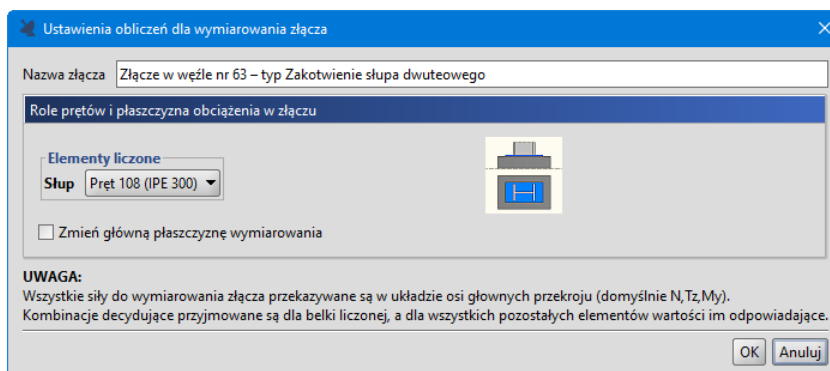 Ustawienia obliczeń dla wymiarowania złącza
Nazwa złącza Złącze w węźle nr 63 – typ Zakotwienie słupa dwuteowego
Role prętów i płaszczyzna obciążenia w złączu
Elementy liczone
Słup Pręt 108 (IPE 300)
Zmień główną płaszczyznę wymiarowania
UWAGA:
Wszystkie siły do wymiarowania złącza przekazywane są w układzie osi głownych przekroju (domyślnie N,Tz,My).
Kombinacje decydujące przyjmowane są dla belki liczonej, a dla wszystkich pozostałych elementów wartości im odpowiadające.
OK Anuluj